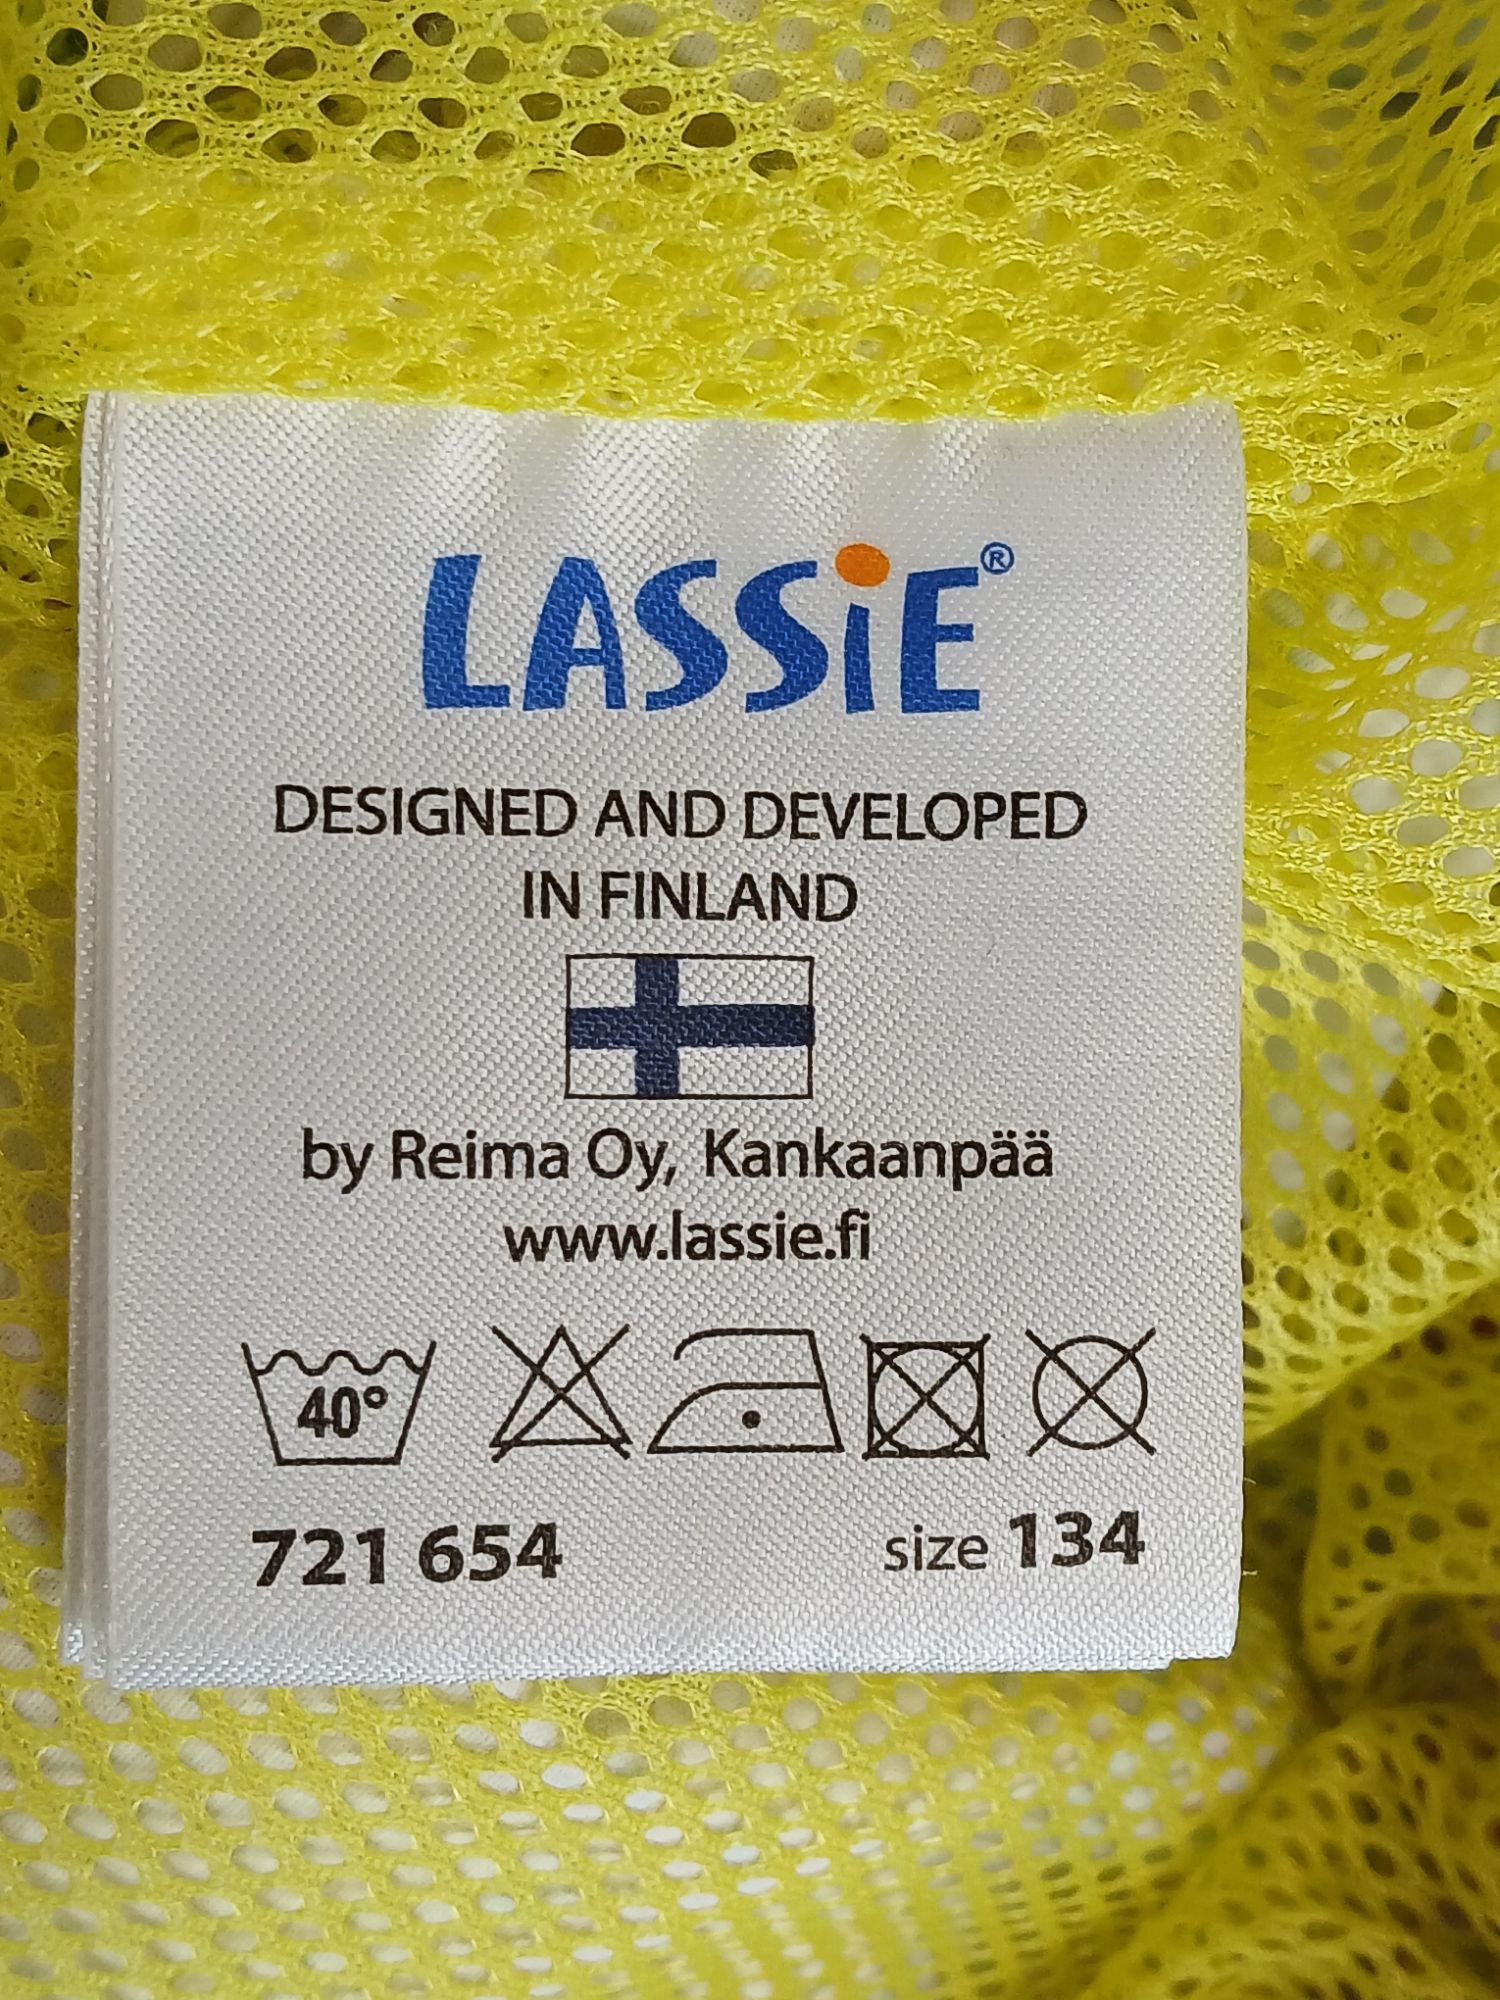 LASSiE®
DESIGNED AND DEVELOPED
IN FINLAND
by Reima Oy, Kankaanpää
www.lassie.fi
40°
721 654 size 134